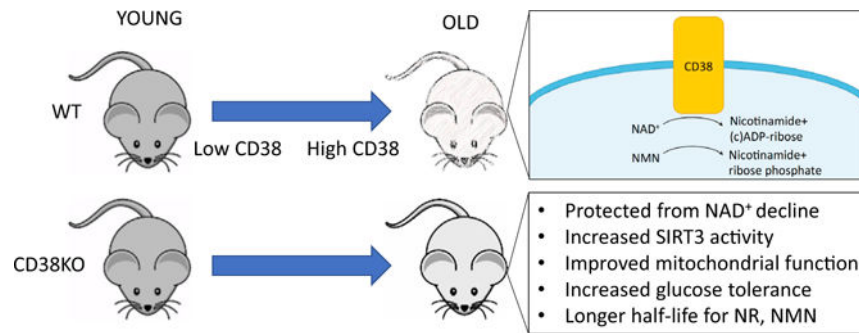 YOUNG
OLD
WT
Low CD38
High CD38
CD38
NAD⁺
Nicotinamide+
(c)ADP-ribose
NMN
Nicotinamide+
ribose phosphate
CD38KO
• Protected from NAD⁺ decline
• Increased SIRT3 activity
• Improved mitochondrial function
• Increased glucose tolerance
• Longer half-life for NR, NMN